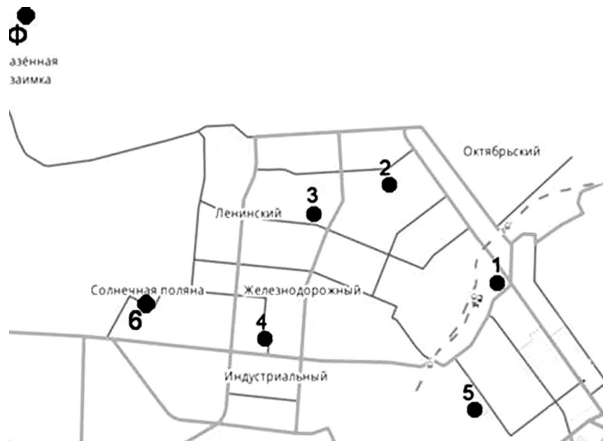 Ф
азённая
заимка
Октябрьский
2
3
Ленинский
1
Солнечная поляна
Железнодорожный
6
4
Индустриальный
5